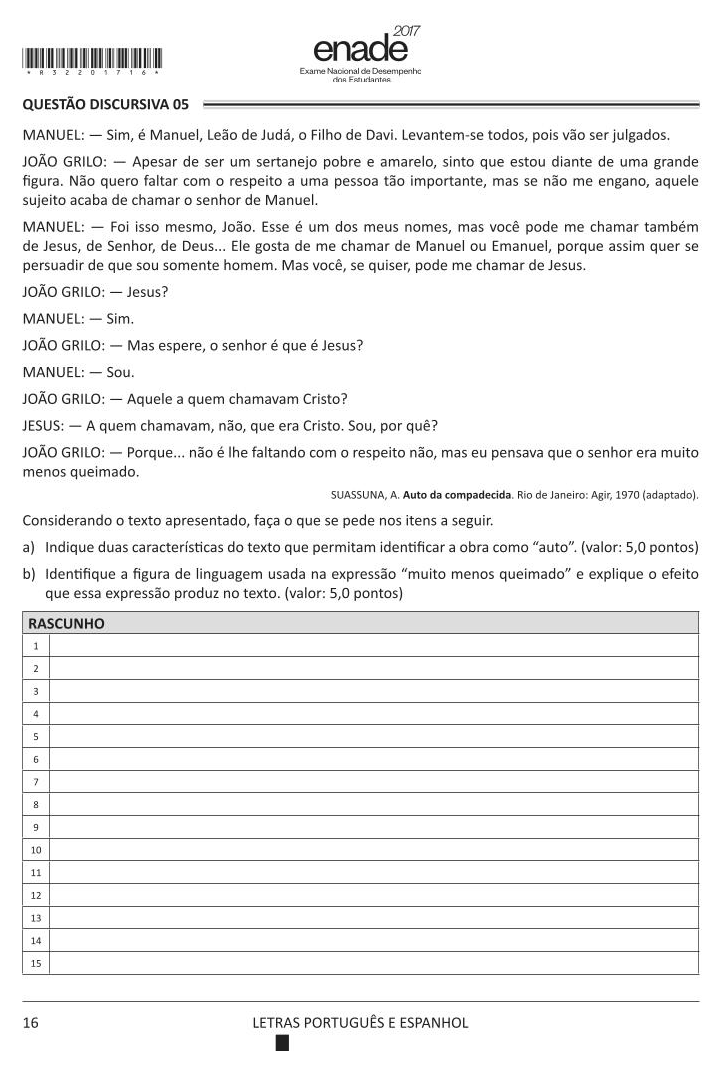 2017
enade
Exame Nacional de Desempenho
dos Estudantes
* R 3 2 2 0 1 7 1 6 *
QUESTÃO DISCURSIVA 05
MANUEL: — Sim, é Manuel, Leão de Judá, o Filho de Davi. Levantem-se todos, pois vão ser julgados.
JOÃO GRILO: — Apesar de ser um sertanejo pobre e amarelo, sinto que estou diante de uma grande
figura. Não quero faltar com o respeito a uma pessoa tão importante, mas se não me engano, aquele
sujeito acaba de chamar o senhor de Manuel.
MANUEL: — Foi isso mesmo, João. Esse é um dos meus nomes, mas você pode me chamar também
de Jesus, de Senhor, de Deus... Ele gosta de me chamar de Manuel ou Emanuel, porque assim quer se
persuadir de que sou somente homem. Mas você, se quiser, pode me chamar de Jesus.
JOÃO GRILO: — Jesus?
MANUEL: — Sim.
JOÃO GRILO: — Mas espere, o senhor é que é Jesus?
MANUEL: — Sou.
JOÃO GRILO: — Aquele a quem chamavam Cristo?
JESUS: — A quem chamavam, não, que era Cristo. Sou, por quê?
JOÃO GRILO: — Porque... não é lhe faltando com o respeito não, mas eu pensava que o senhor era muito
menos queimado.
SUASSUNA, A. Auto da compadecida. Rio de Janeiro: Agir, 1970 (adaptado).
Considerando o texto apresentado, faça o que se pede nos itens a seguir.
a) Indique duas características do texto que permitam identificar a obra como “auto”. (valor: 5,0 pontos)
b) Identifique a figura de linguagem usada na expressão “muito menos queimado” e explique o efeito
que essa expressão produz no texto. (valor: 5,0 pontos)
RASCUNHO
1
2
3
4
5
6
7
8
9
10
11
12
13
14
15
16 LETRAS PORTUGUÊS E ESPANHOL